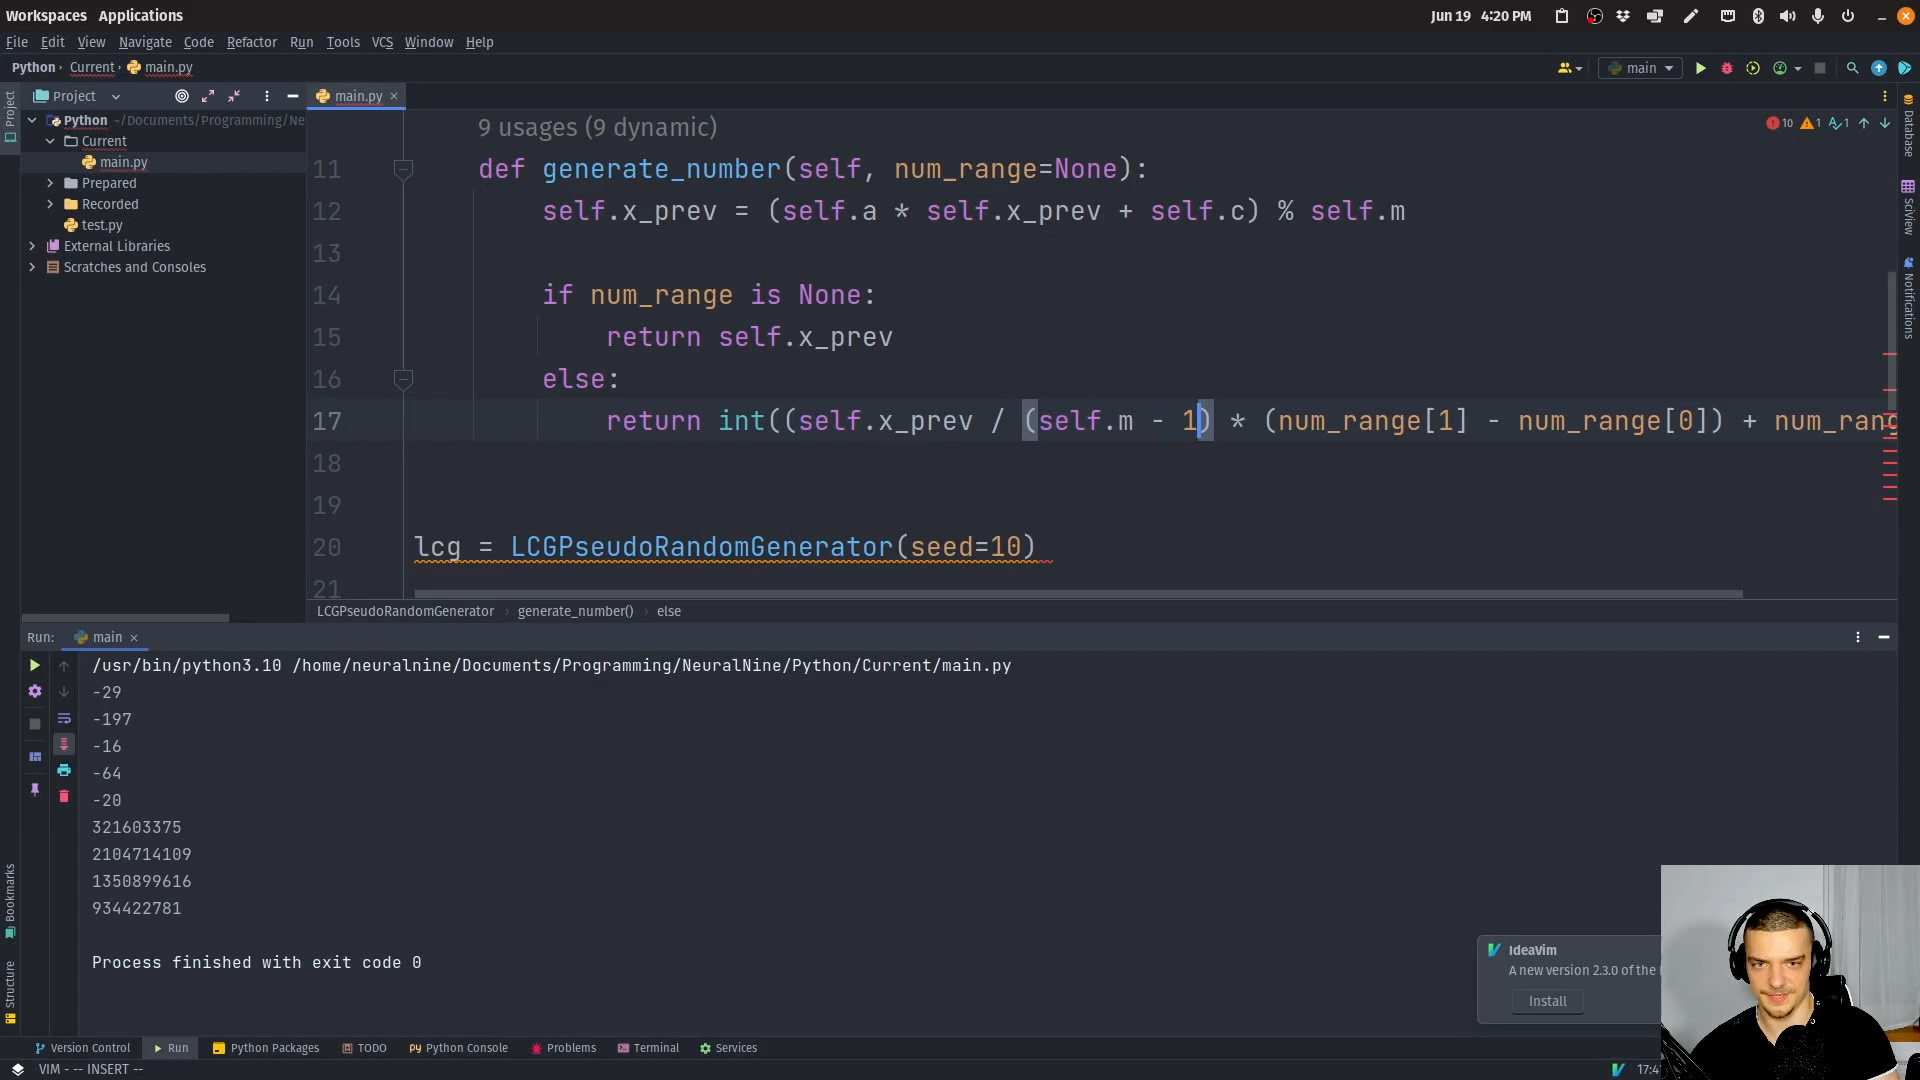 Workspaces Applications
Jun 19 4:20 PM
File Edit View Navigate Code Refactor Run Tools VCS Window Help
Python Current main.py
main
Project
main.py
Python ~/Documents/Programming/Ne
Current
main.py
Prepared
Recorded
test.py
External Libraries
Scratches and Consoles
Project
Bookmarks
Structure
Database
SciView
Notifications
10 1 1
9 usages (9 dynamic)
11 def generate_number(self, num_range=None):
12 self.x_prev = (self.a * self.x_prev + self.c) % self.m
13
14 if num_range is None:
15 return self.x_prev
16 else:
17 return int((self.x_prev / (self.m - 1) * (num_range[1] - num_range[0]) + num_rang
18
19
20 lcg = LCGPseudoRandomGenerator(seed=10)
21
LCGPseudoRandomGenerator generate_number() else
Run: main
/usr/bin/python3.10 /home/neuralnine/Documents/Programming/NeuralNine/Python/Current/main.py
-29
-197
-16
-64
-20
321603375
2104714109
1350899616
934422781
Process finished with exit code 0
IdeaVim
A new version 2.3.0 of the
Install
Version Control Run Python Packages TODO Python Console Problems Terminal Services
VIM - -- INSERT --
17:4